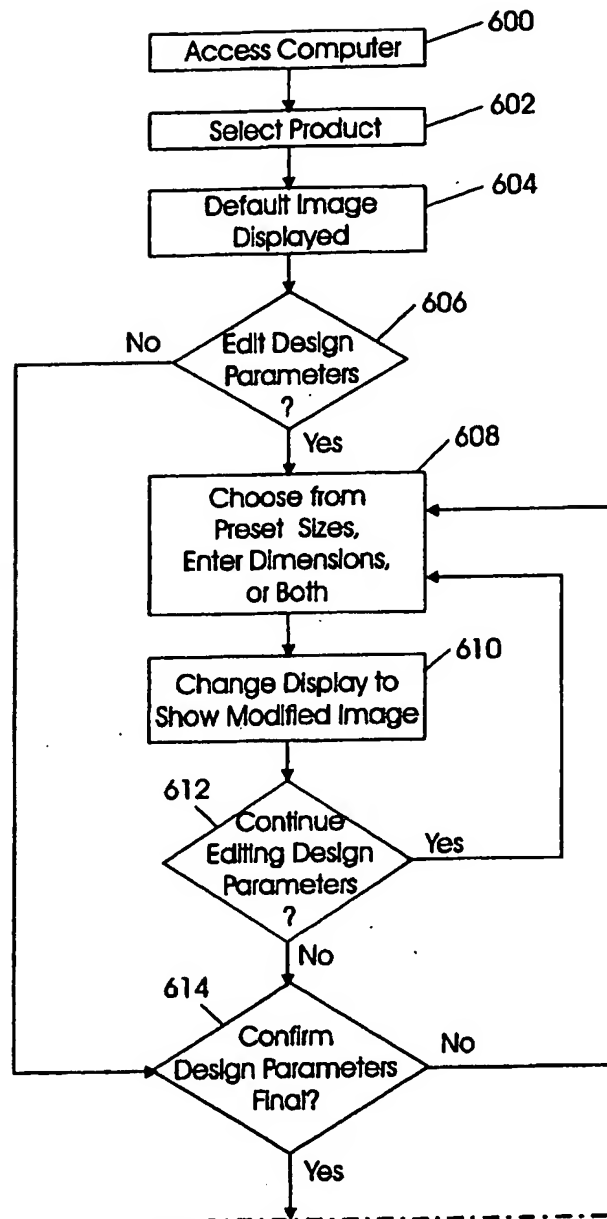 600
Access Computer
602
Select Product
604
Default Image
Displayed
606
No
Edit Design
Parameters
?
Yes
608
Choose from
Preset Sizes,
Enter Dimensions,
or Both
610
Change Display to
Show Modified Image
612
Continue
Editing Design
Parameters
?
Yes
No
614
Confirm
Design Parameters
Final?
No
Yes